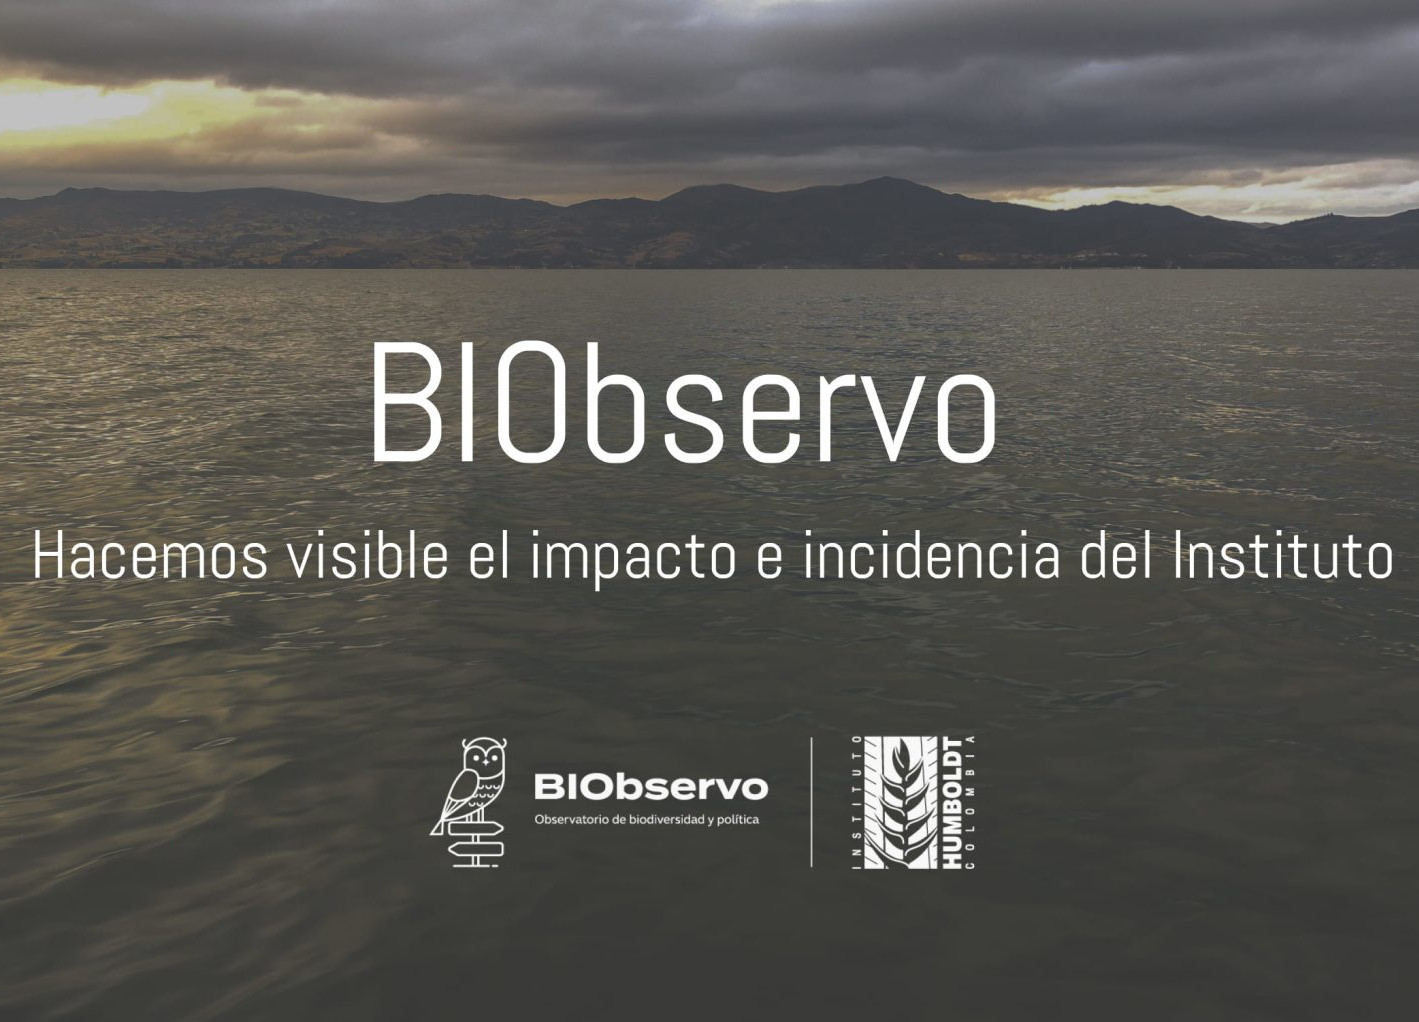 BIObservo
Hacemos visible el impacto e incidencia del Instituto
BIObservo
Observatorio de biodiversidad y política
INSTITUTO
HUMBOLDT
COLOMBIA